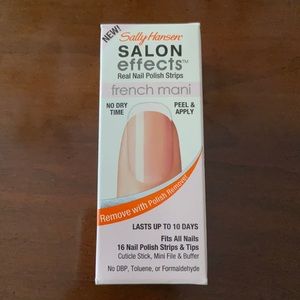 NEW!
Sally Hansen
SALON
effects™
Real Nail Polish Strips
french mani
NO DRY
TIME
PEEL &
APPLY
Remove with Polish Remover
LASTS UP TO 10 DAYS
Fits All Nails
16 Nail Polish Strips & Tips
Cuticle Stick, Mini File & Buffer
No DBP, Toluene, or Formaldehyde